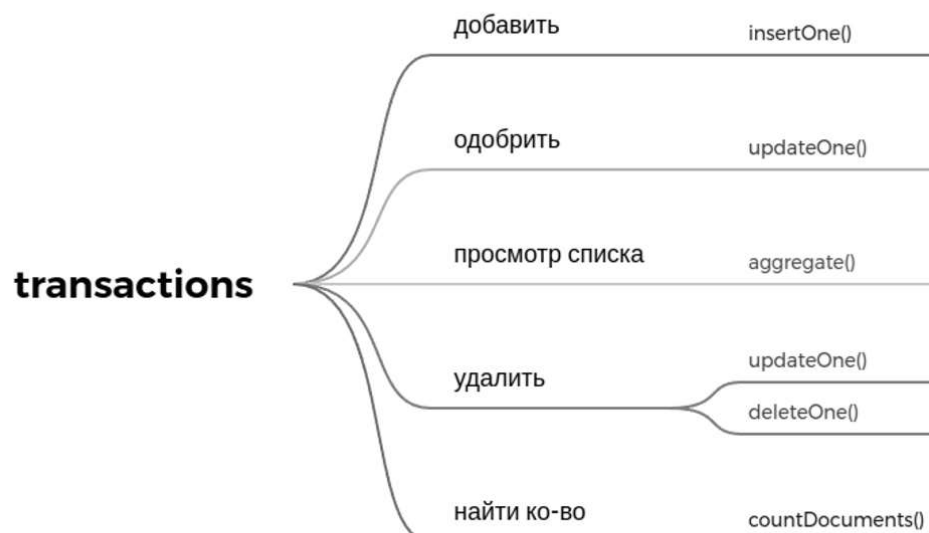 добавить
insertOne()
одобрить
updateOne()
просмотр списка
aggregate()
transactions
удалить
updateOne()
deleteOne()
найти ко-во
countDocuments()